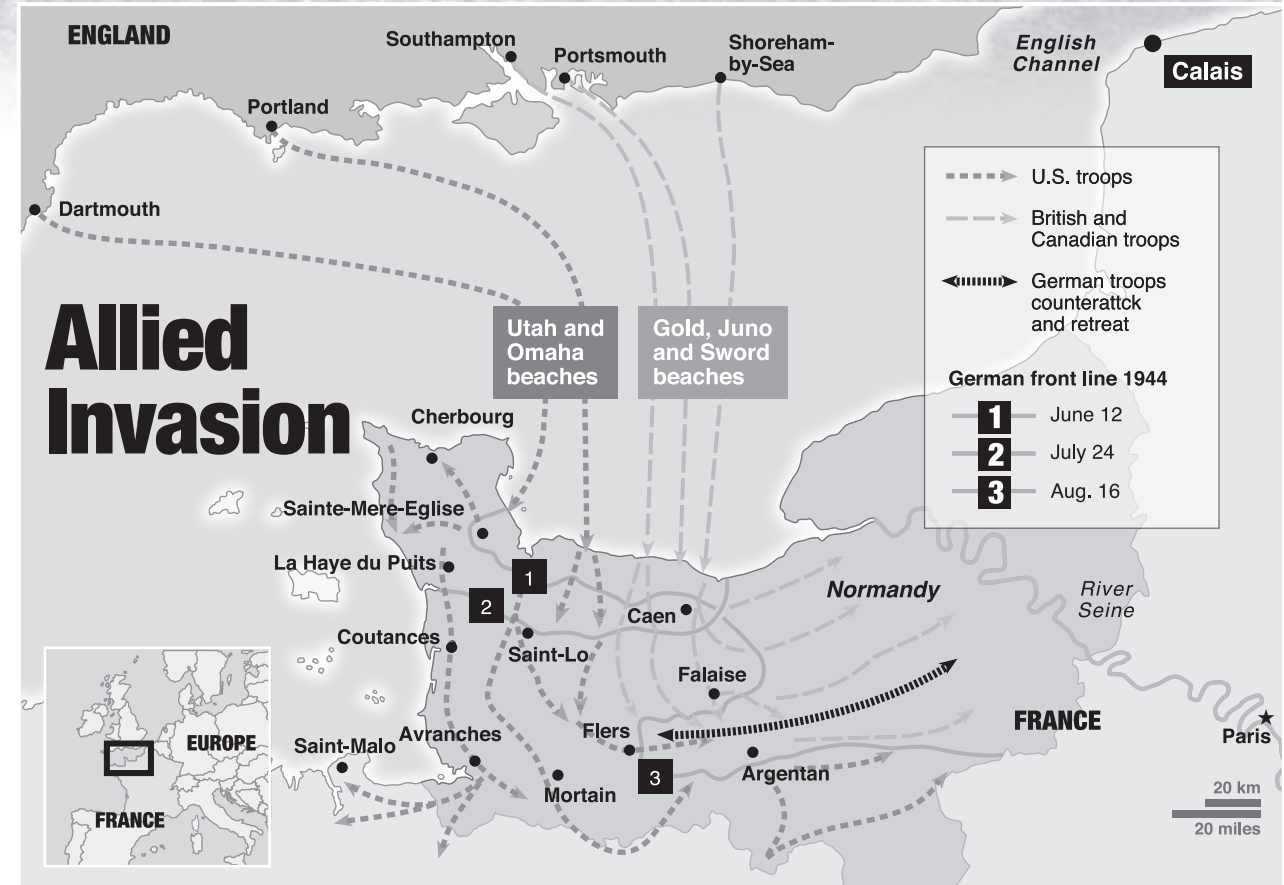 ENGLAND
Southampton
Portsmouth
Shoreham-
by-Sea
English
Channel
Calais
Portland
Dartmouth
U.S. troops
British and
Canadian troops
German troops
counterattck
and retreat
German front line 1944
1 June 12
2 July 24
3 Aug. 16
Allied
Invasion
Utah and
Omaha
beaches
Gold, Juno
and Sword
beaches
Cherbourg
Sainte-Mere-Eglise
La Haye du Puits
1
2
Normandy
River
Seine
Caen
Coutances
Saint-Lo
Falaise
FRANCE
Flers
Avranches
Saint-Malo
Paris
3
Argentan
Mortain
EUROPE
FRANCE
20 km
20 miles